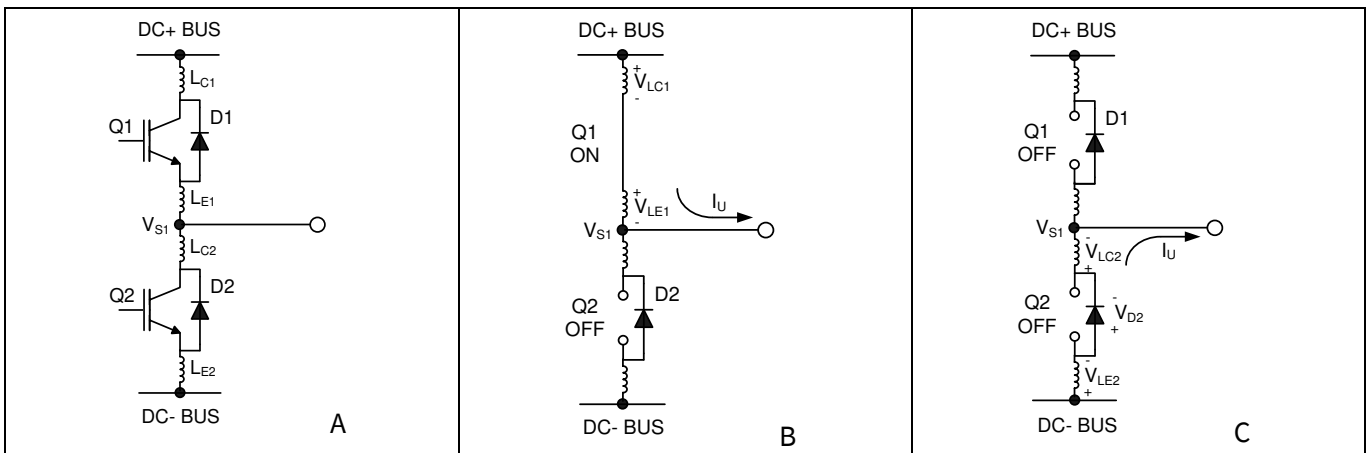 DC+ BUS
LC1
D1
Q1
LE1
VS1
LC2
D2
Q2
LE2
DC- BUS
A
DC+ BUS
+
VLC1
-
Q1
ON
+
VLE1
-
IU
VS1
D2
Q2
OFF
DC- BUS
B
DC+ BUS
D1
Q1
OFF
VS1
-
VLC2
+
IU
Q2
OFF
-
VD2
+
-
VLE2
+
DC- BUS
C
D2